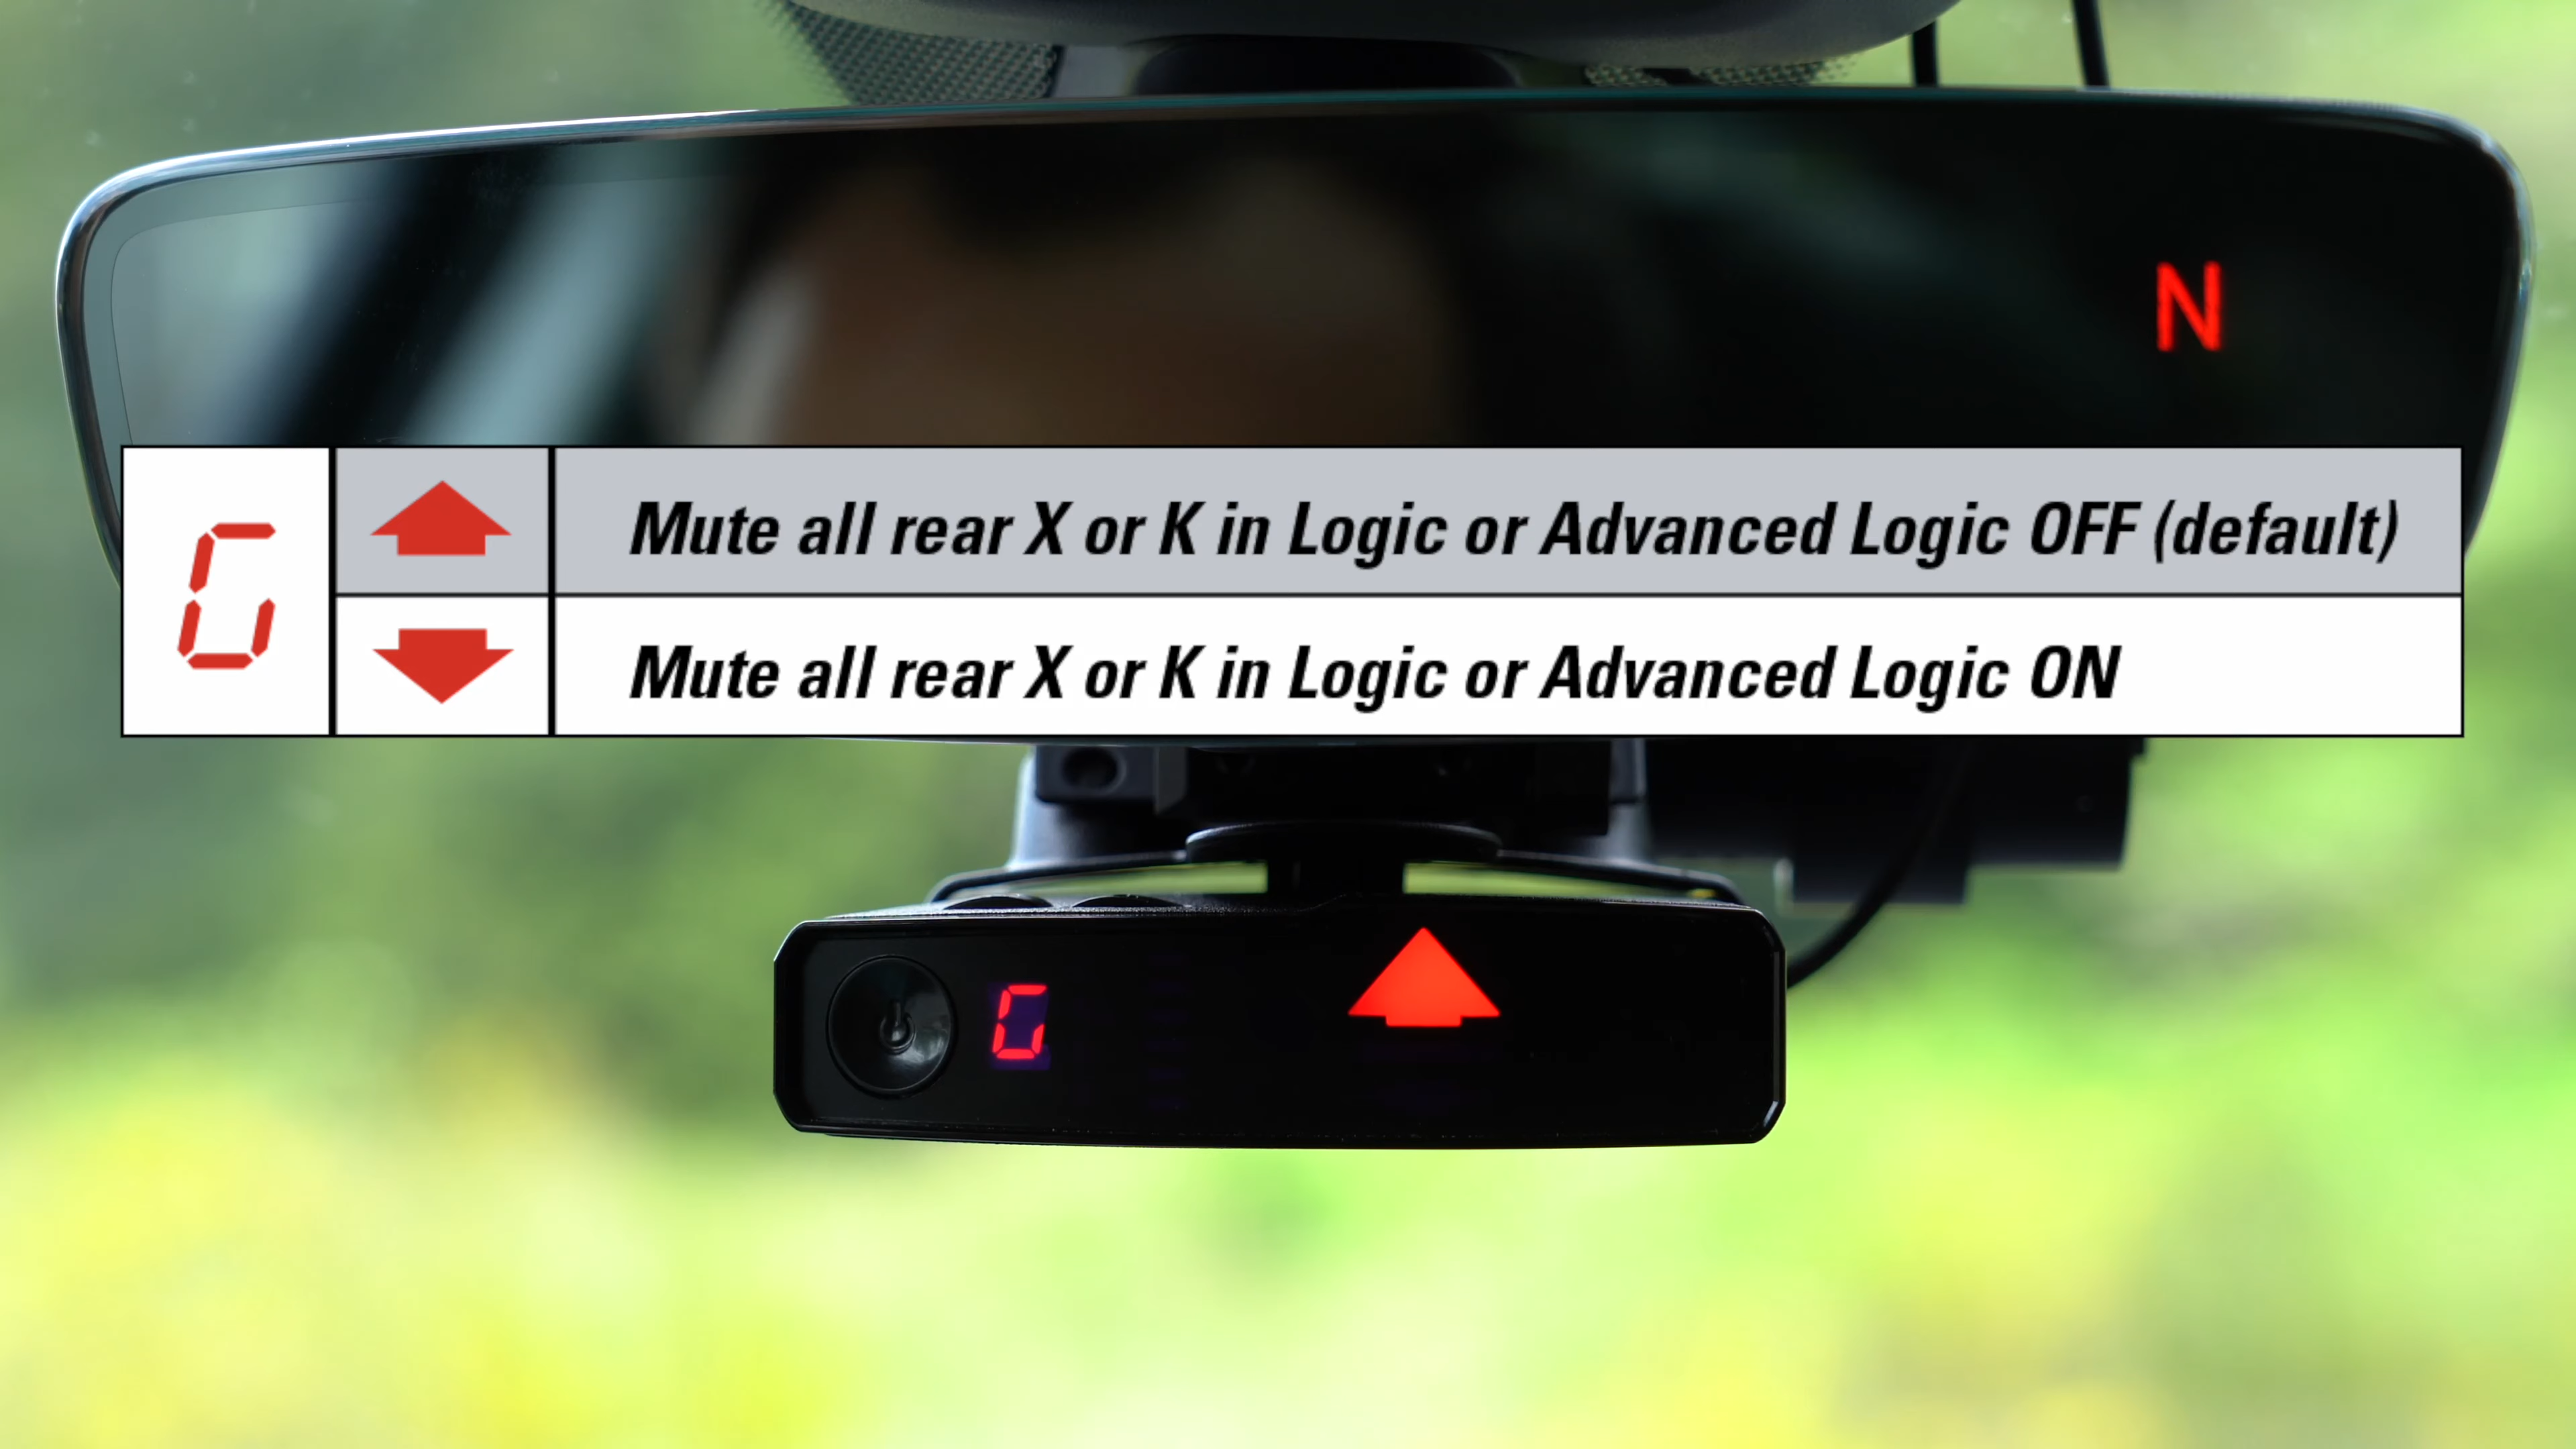 N
G
Mute all rear X or K in Logic or Advanced Logic OFF (default)
Mute all rear X or K in Logic or Advanced Logic ON
G